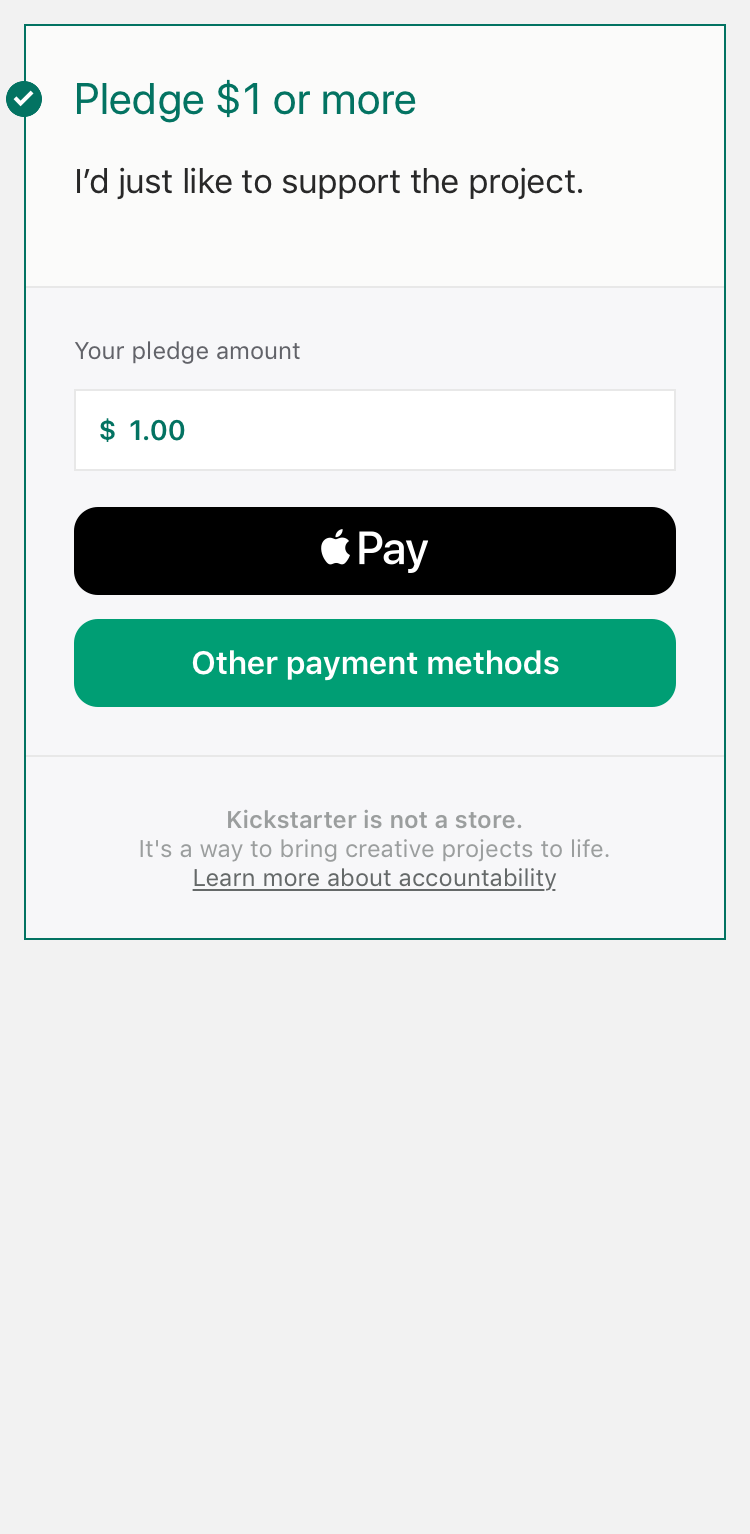 Pledge $1 or more
I’d just like to support the project.
Your pledge amount
$ 1.00
Pay
Other payment methods
Kickstarter is not a store.
It's a way to bring creative projects to life.
Learn more about accountability